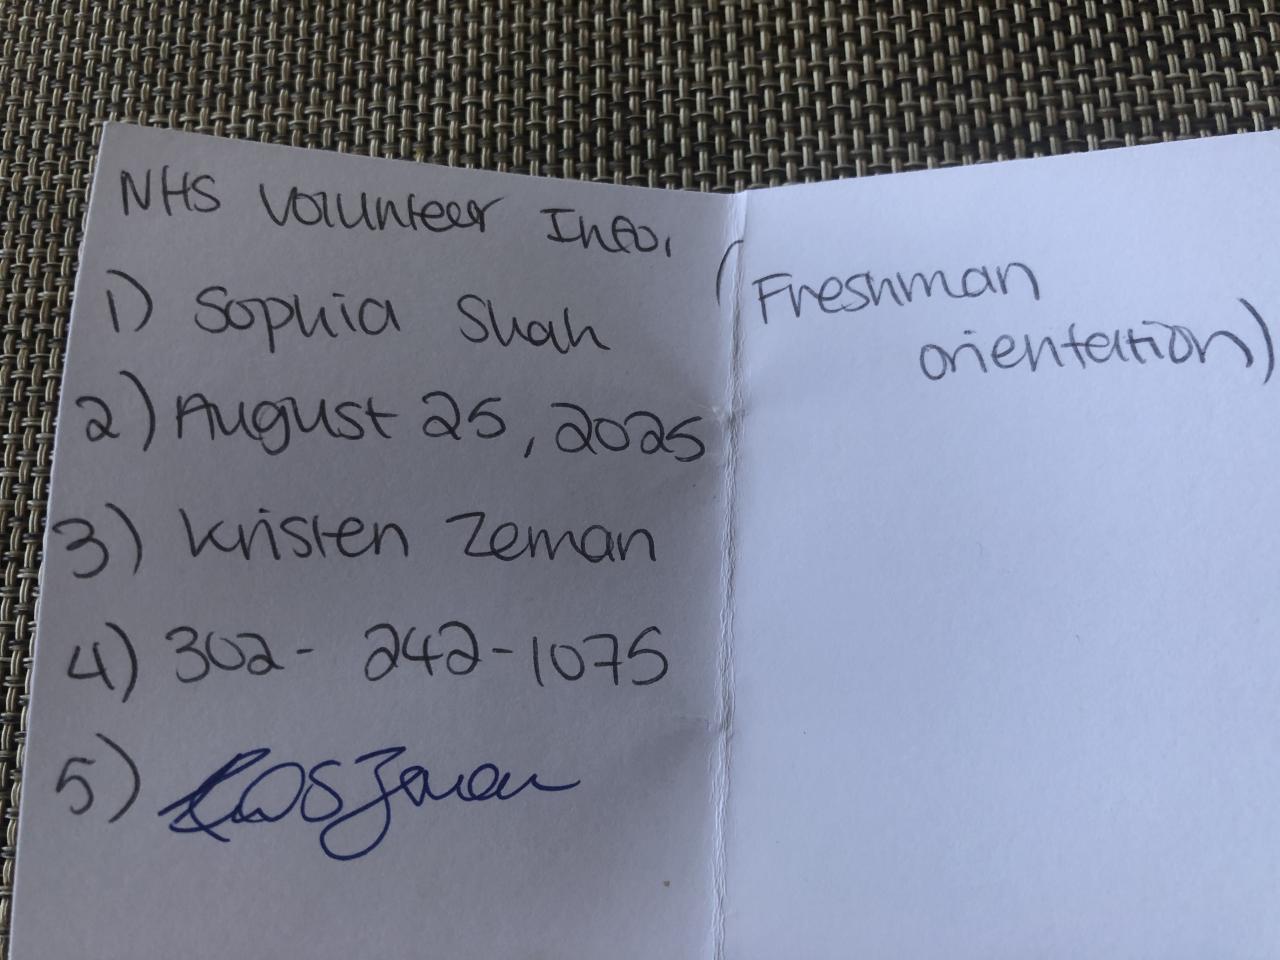 NHS Volunteer Info.
(Freshman
orientation)
1) Sophia Shah
2) August 25, 2025
3) Kristen Zeman
4) 302- 242-1075
5)